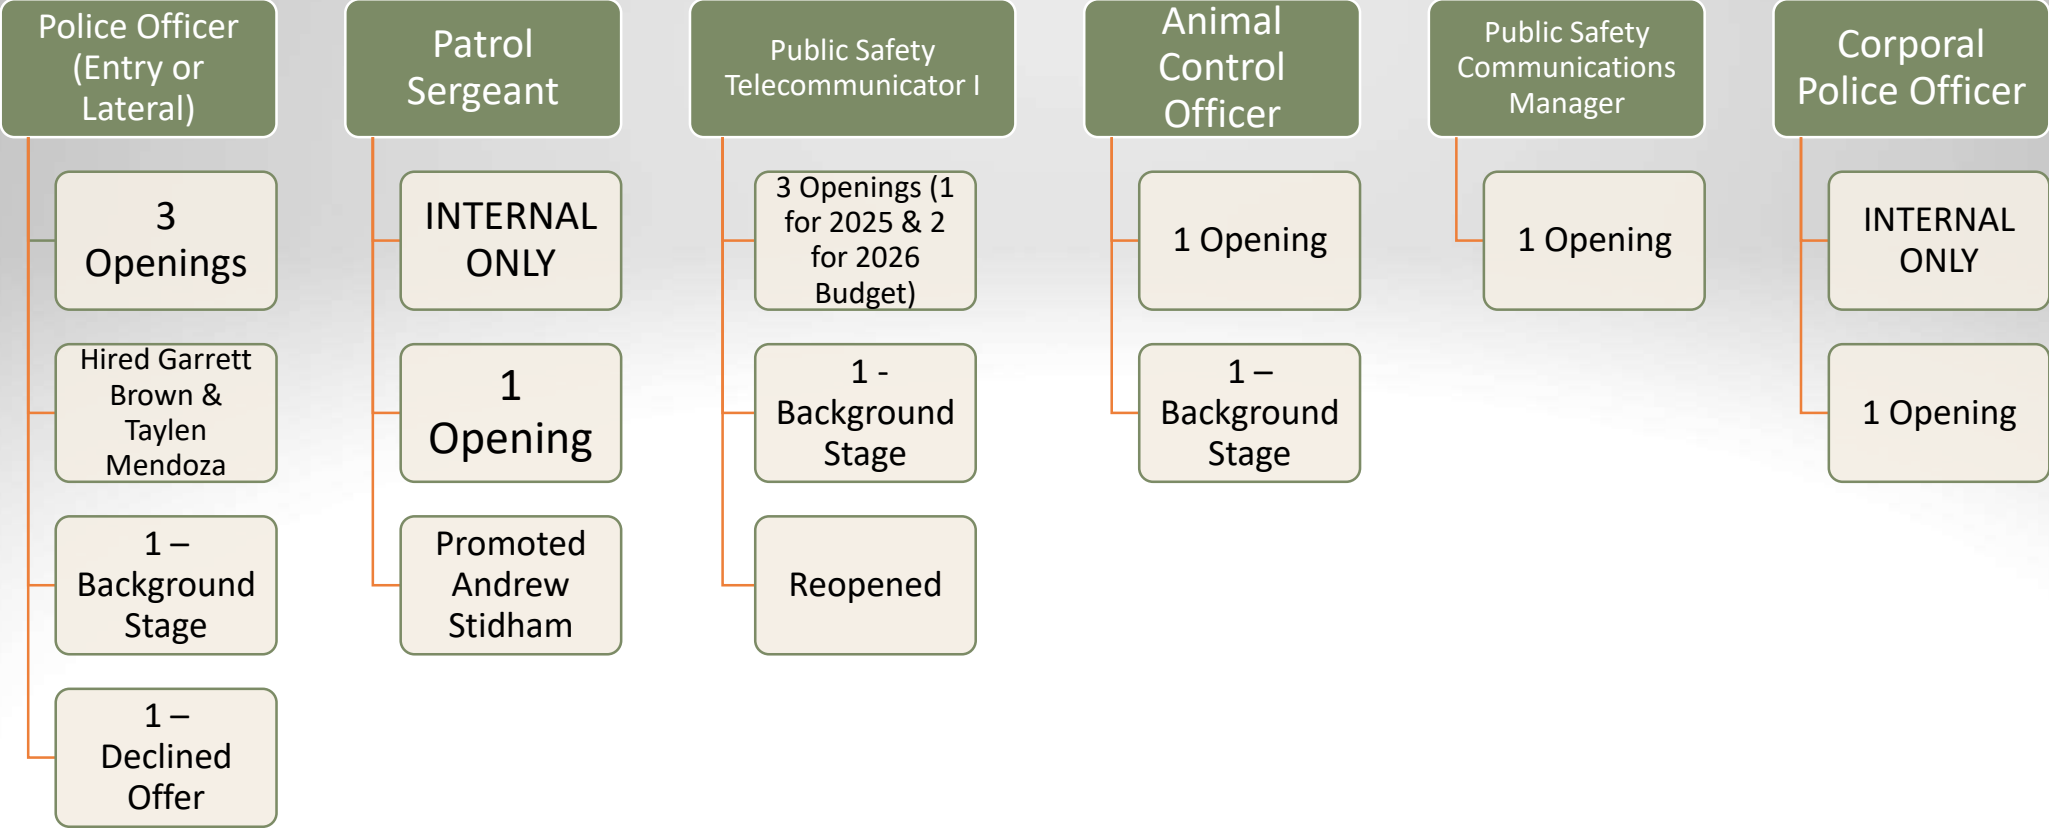 Police Officer
(Entry or
Lateral)
3
Openings
Hired Garrett
Brown &
Taylen
Mendoza
1 –
Background
Stage
1 –
Declined
Offer
Patrol
Sergeant
INTERNAL
ONLY
1
Opening
Promoted
Andrew
Stidham
Public Safety
Telecommunicator I
3 Openings (1
for 2025 & 2
for 2026
Budget)
1 -
Background
Stage
Reopened
Animal
Control
Officer
1 Opening
1 –
Background
Stage
Public Safety
Communications
Manager
1 Opening
Corporal
Police Officer
INTERNAL
ONLY
1 Opening